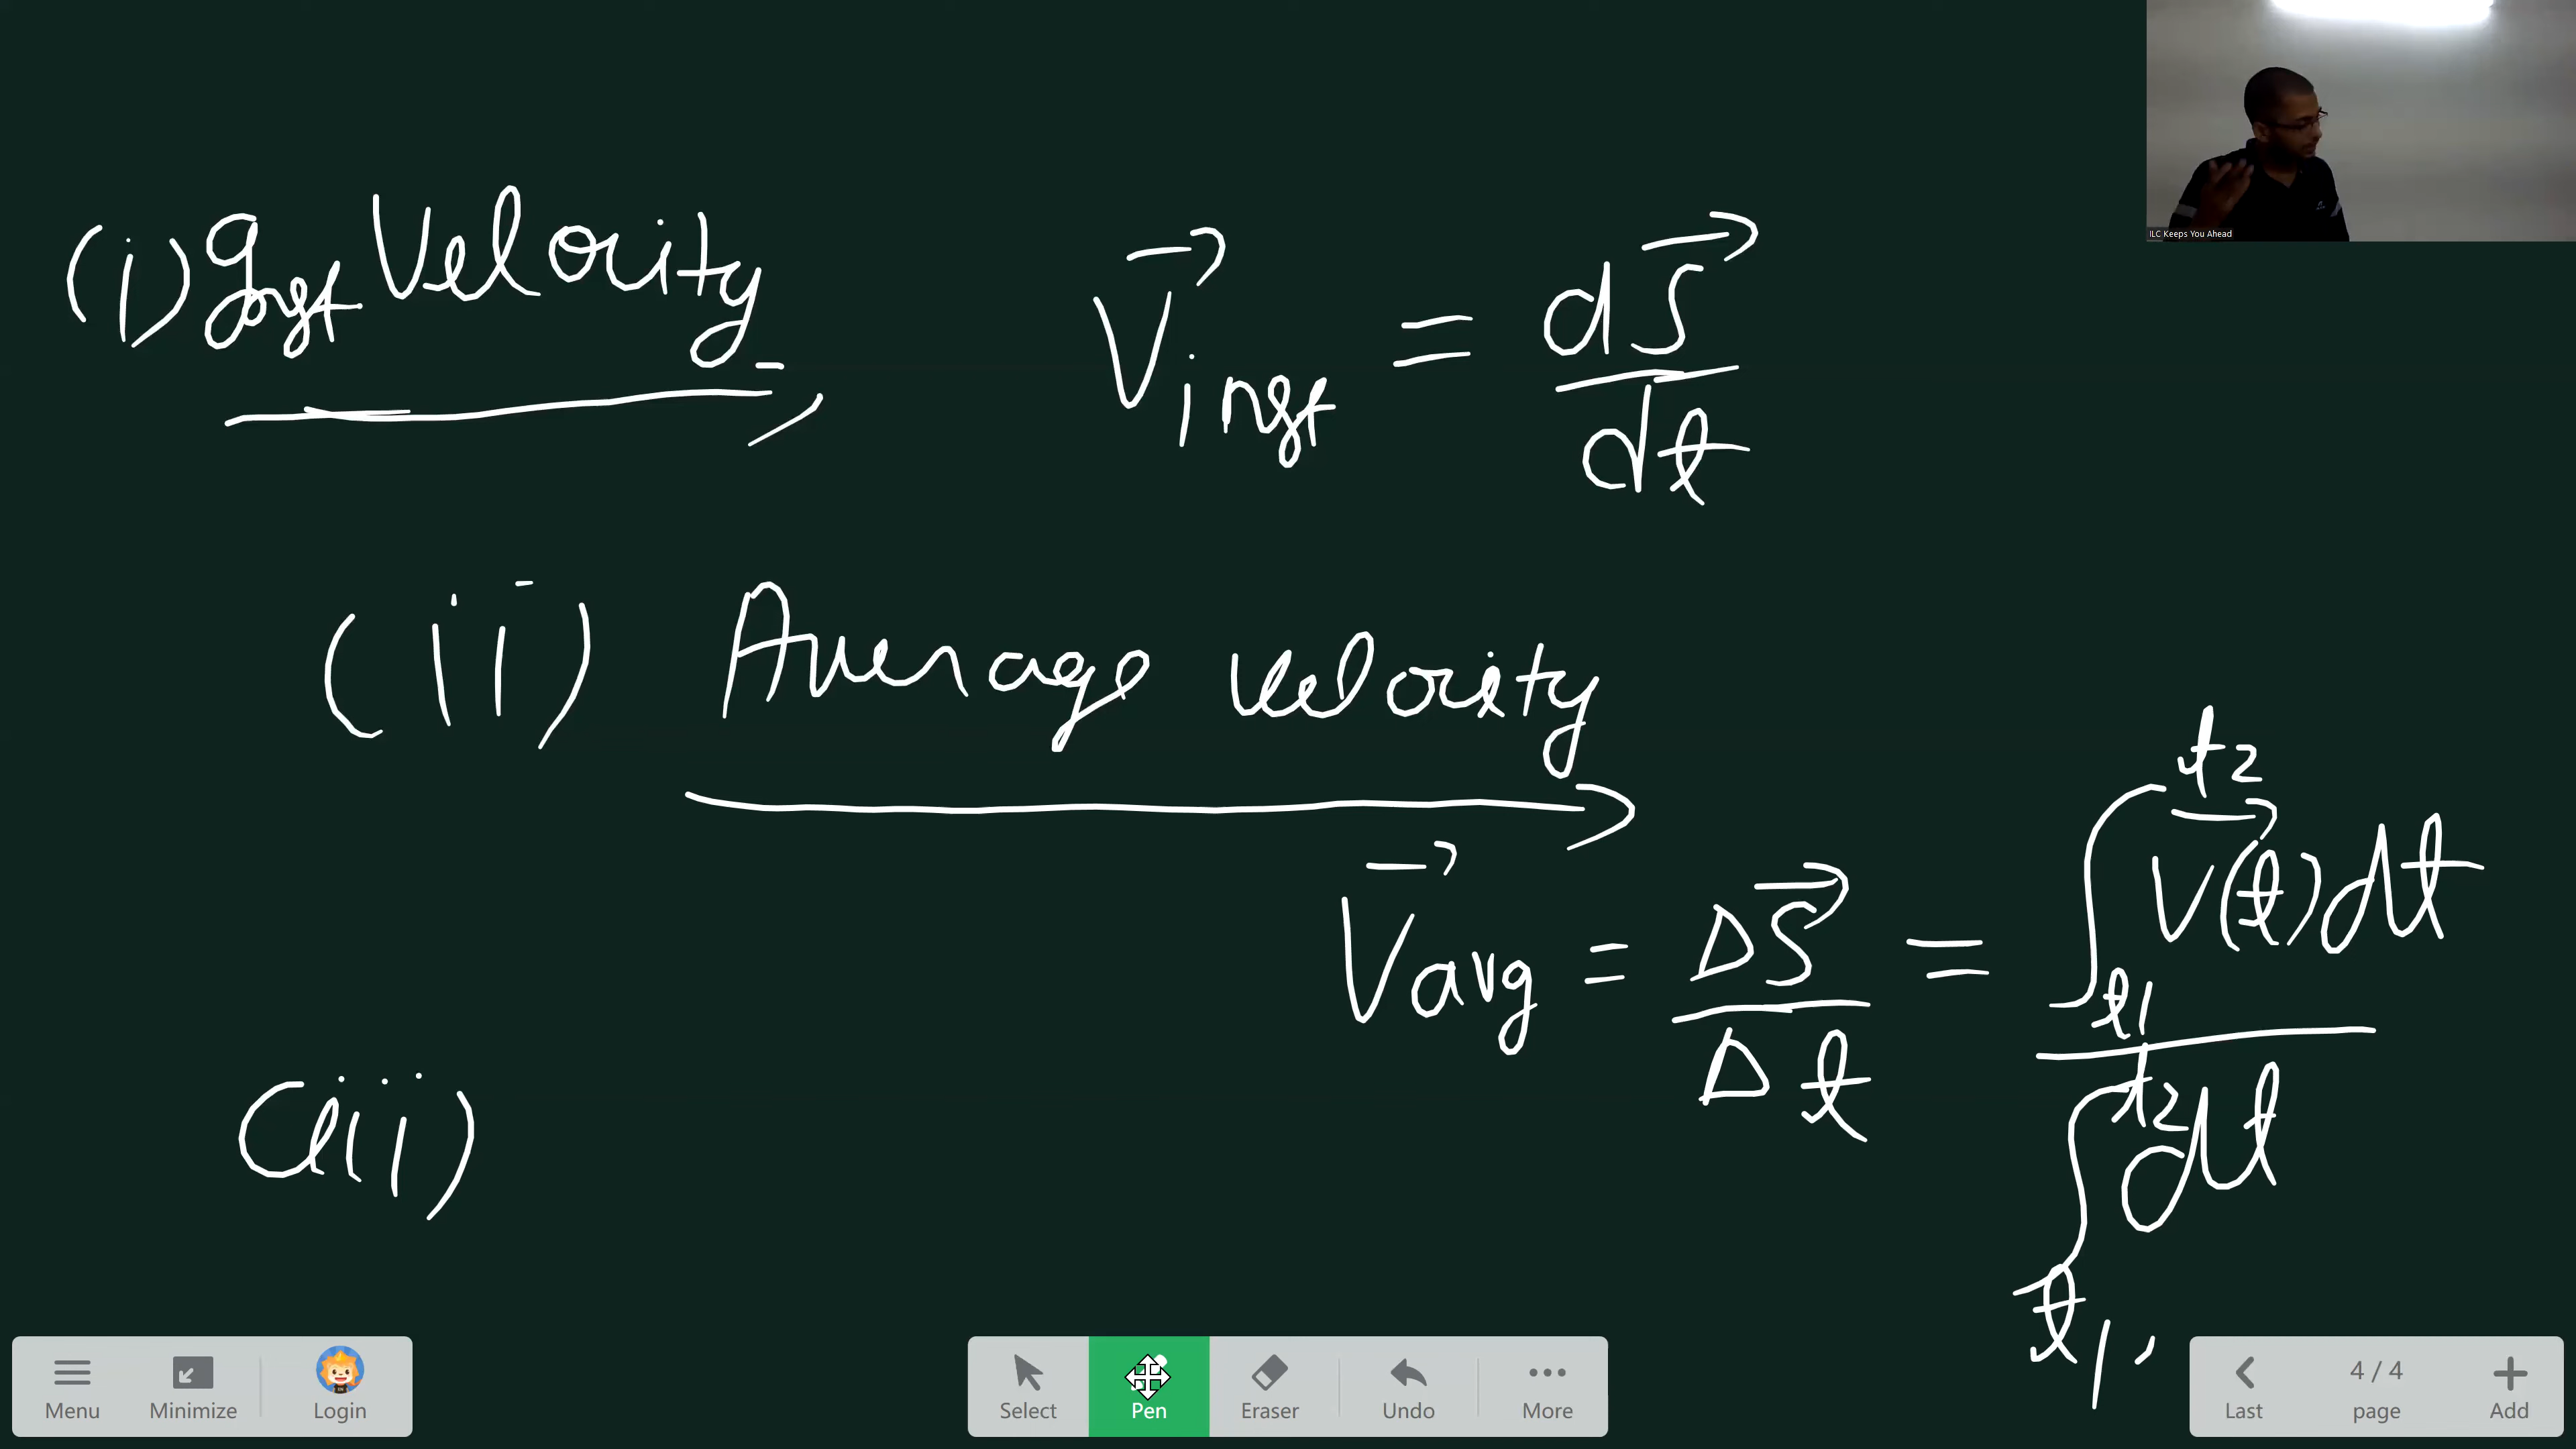 ILC Keeps You Ahead
(i) Inst Velocity
V⃗inst = dS⃗/dt
(ii) Average velocity
V⃗avg = ΔS⃗/Δt = ∫t1t2 v⃗(t)dt / ∫t1t2 dt
(iii)
Menu Minimize Login Select Pen Eraser Undo More Last 4 / 4 page Add